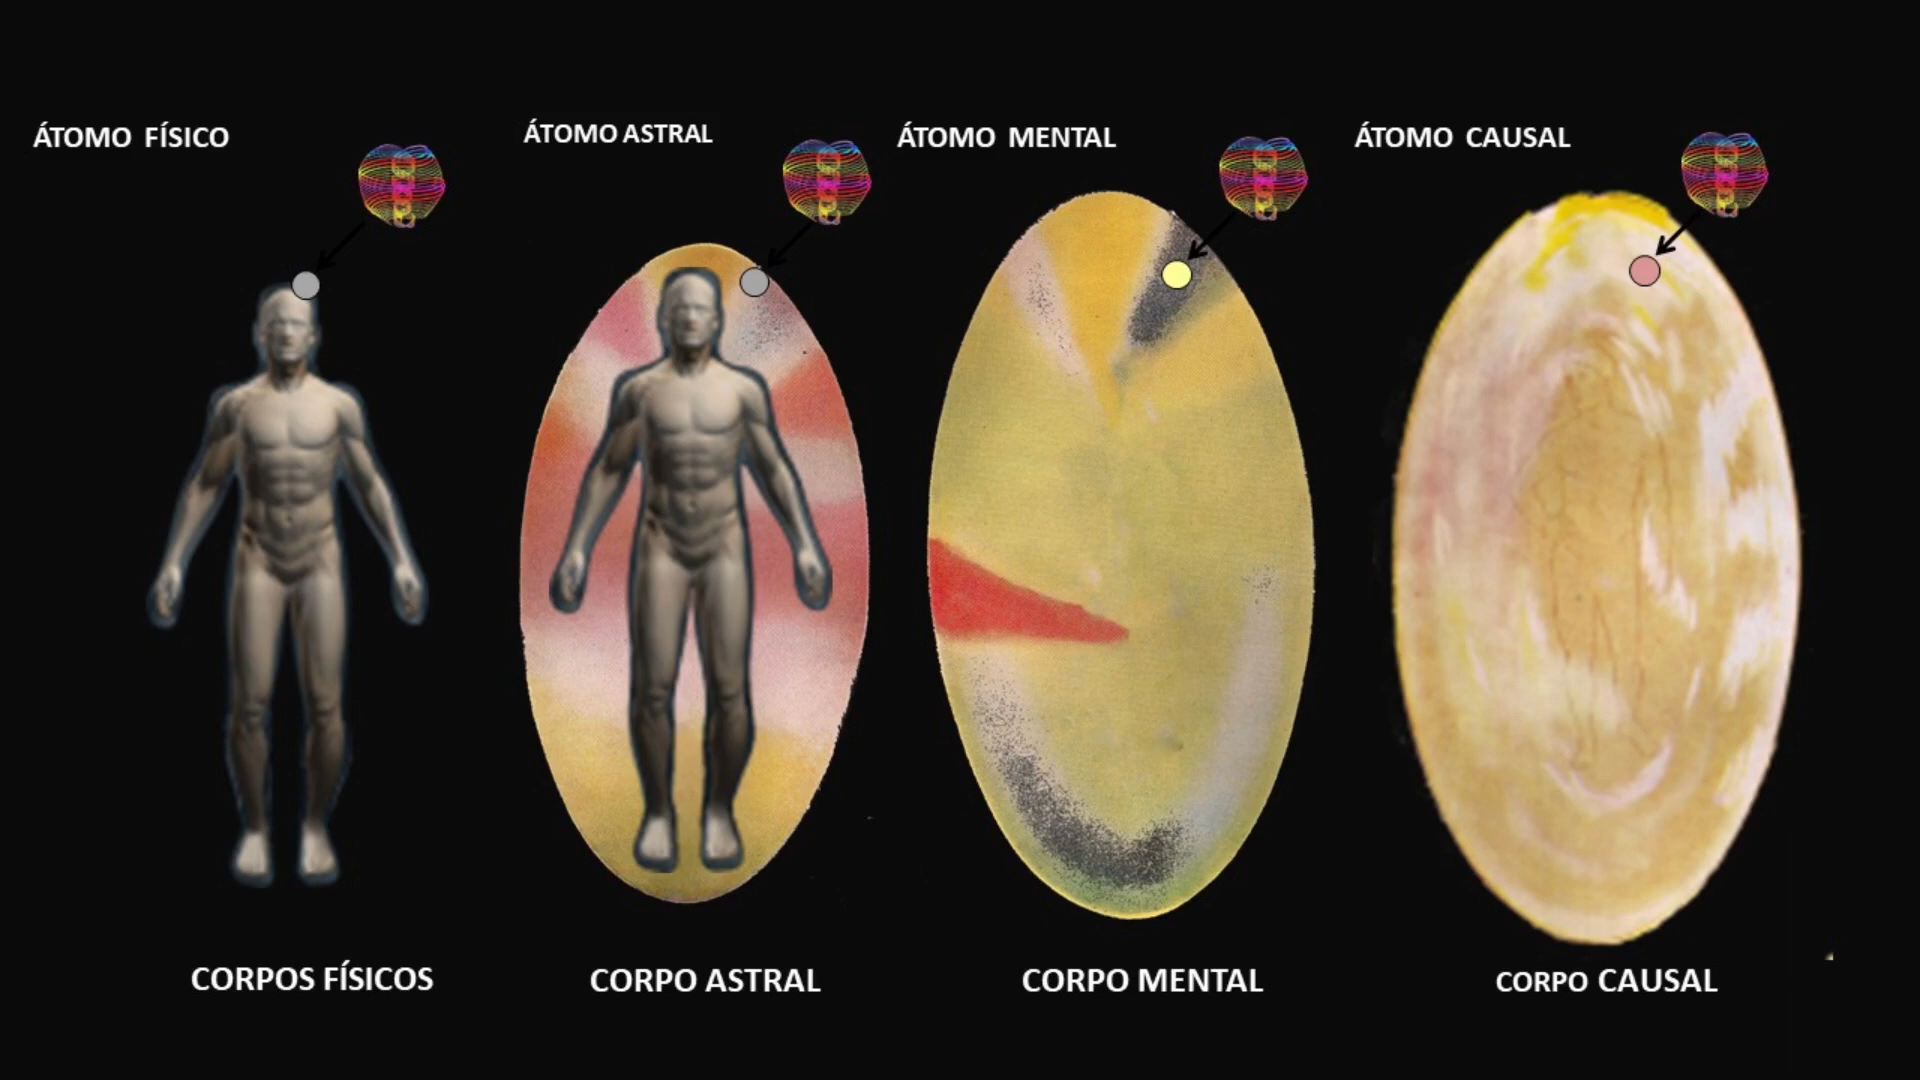 ÁTOMO FÍSICO
ÁTOMO ASTRAL
ÁTOMO MENTAL
ÁTOMO CAUSAL
CORPOS FÍSICOS
CORPO ASTRAL
CORPO MENTAL
CORPO CAUSAL